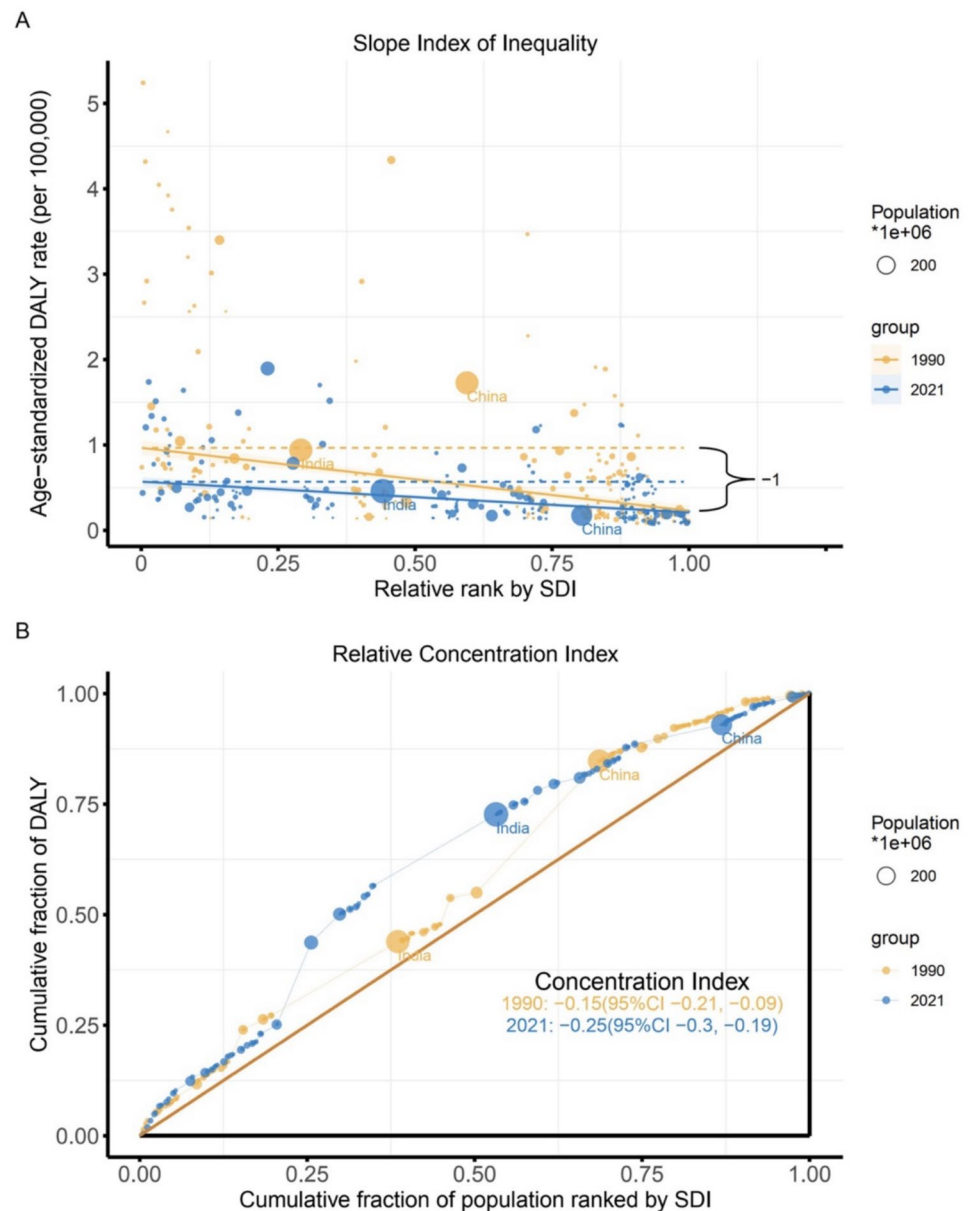 A
Slope Index of Inequality
Age−standardized DALY rate (per 100,000)
5
4
3
2
1
0
China
India
India
China
−1
0
0.25
0.50
0.75
1.00
Relative rank by SDI
Population
*1e+06
200
group
1990
2021
B
Relative Concentration Index
Cumulative fraction of DALY
1.00
0.75
0.50
0.25
0.00
China
China
India
India
Concentration Index
1990: −0.15(95%CI −0.21, −0.09)
2021: −0.25(95%CI −0.3, −0.19)
0.00
0.25
0.50
0.75
1.00
Cumulative fraction of population ranked by SDI
Population
*1e+06
200
group
1990
2021